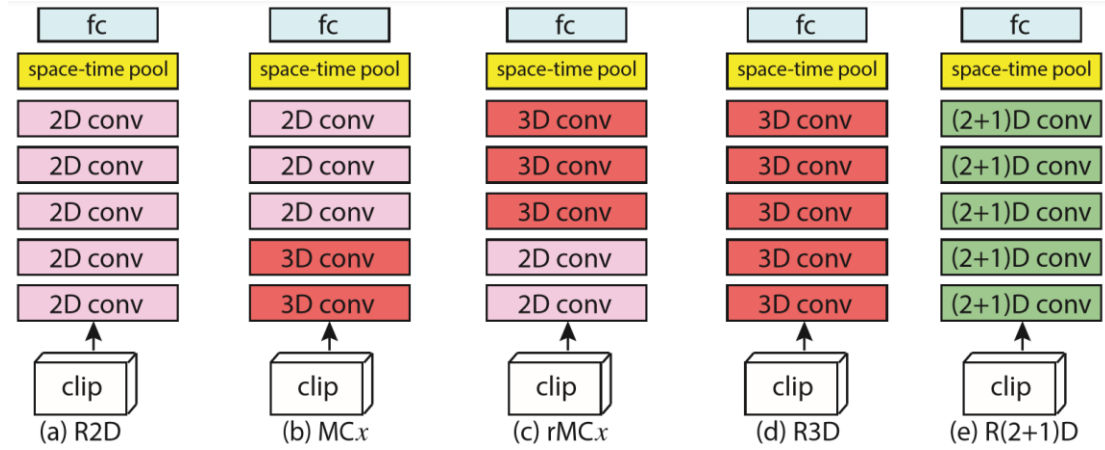 fc fc fc fc fc
space-time pool space-time pool space-time pool space-time pool space-time pool
2D conv 2D conv 3D conv 3D conv (2+1)D conv
2D conv 2D conv 3D conv 3D conv (2+1)D conv
2D conv 2D conv 3D conv 3D conv (2+1)D conv
2D conv 3D conv 2D conv 3D conv (2+1)D conv
2D conv 3D conv 2D conv 3D conv (2+1)D conv
clip clip clip clip clip
(a) R2D (b) MCx (c) rMCx (d) R3D (e) R(2+1)D